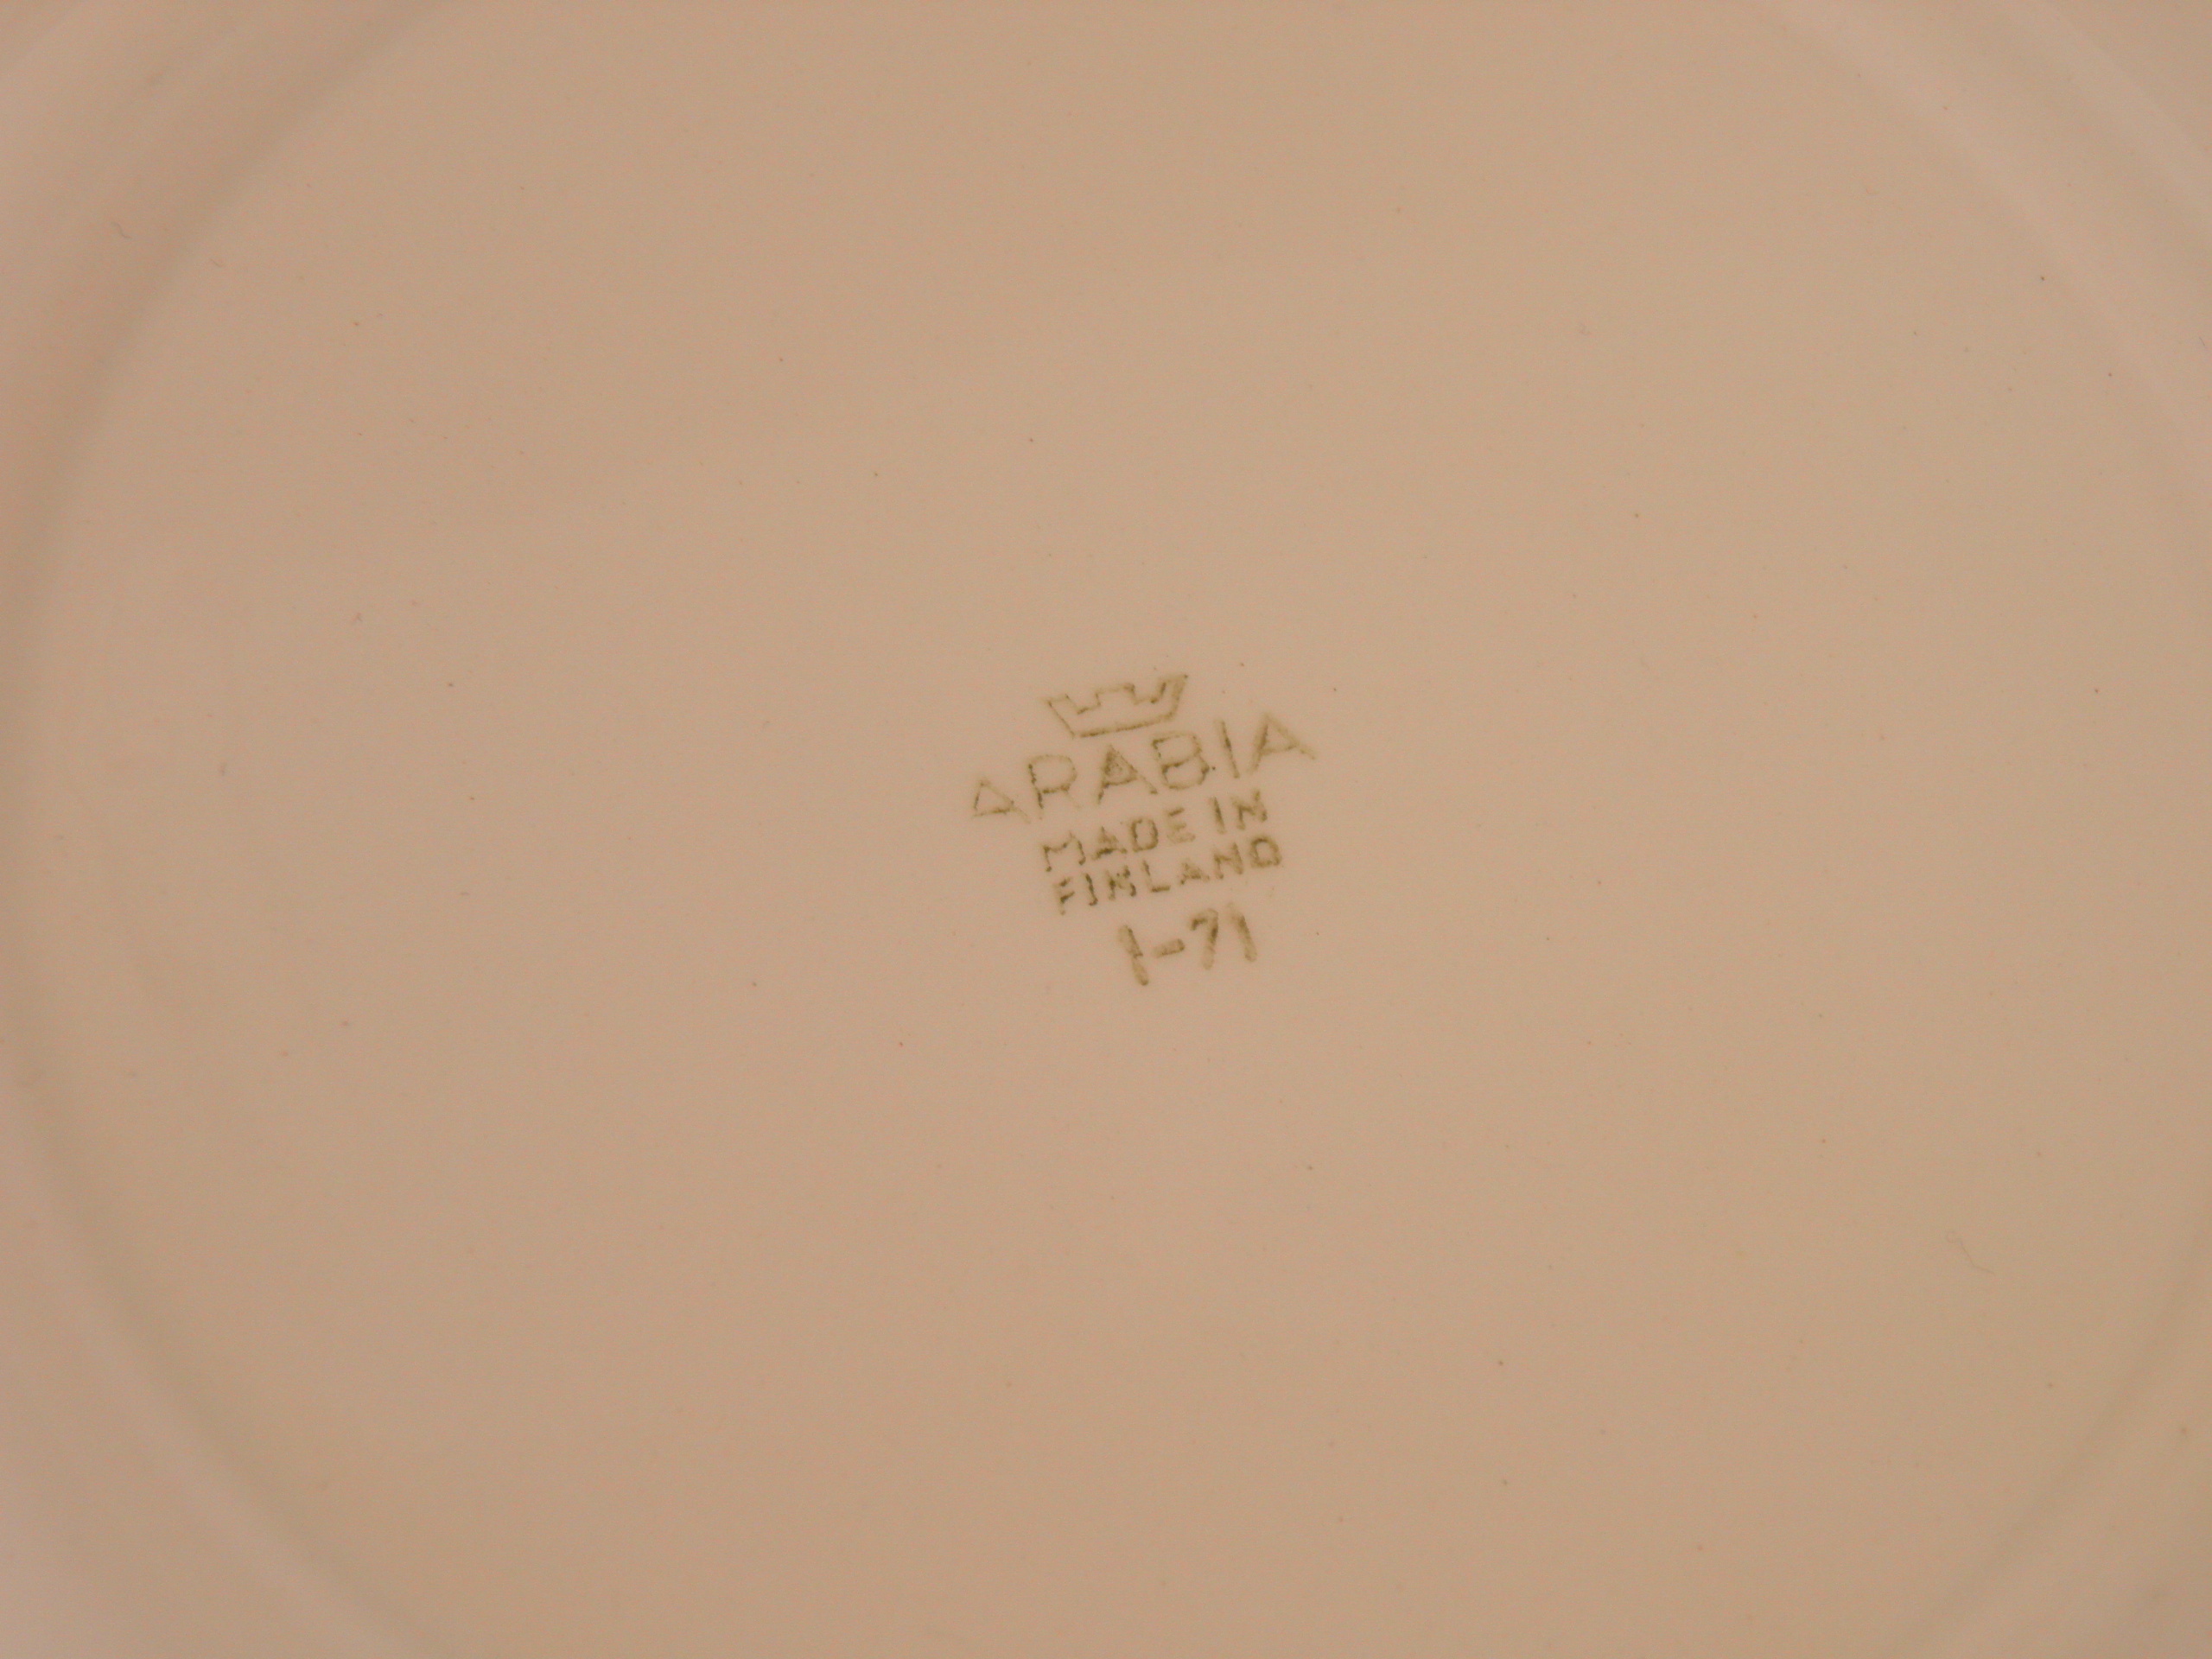 ARABIA
MADE IN
FINLAND
1-71